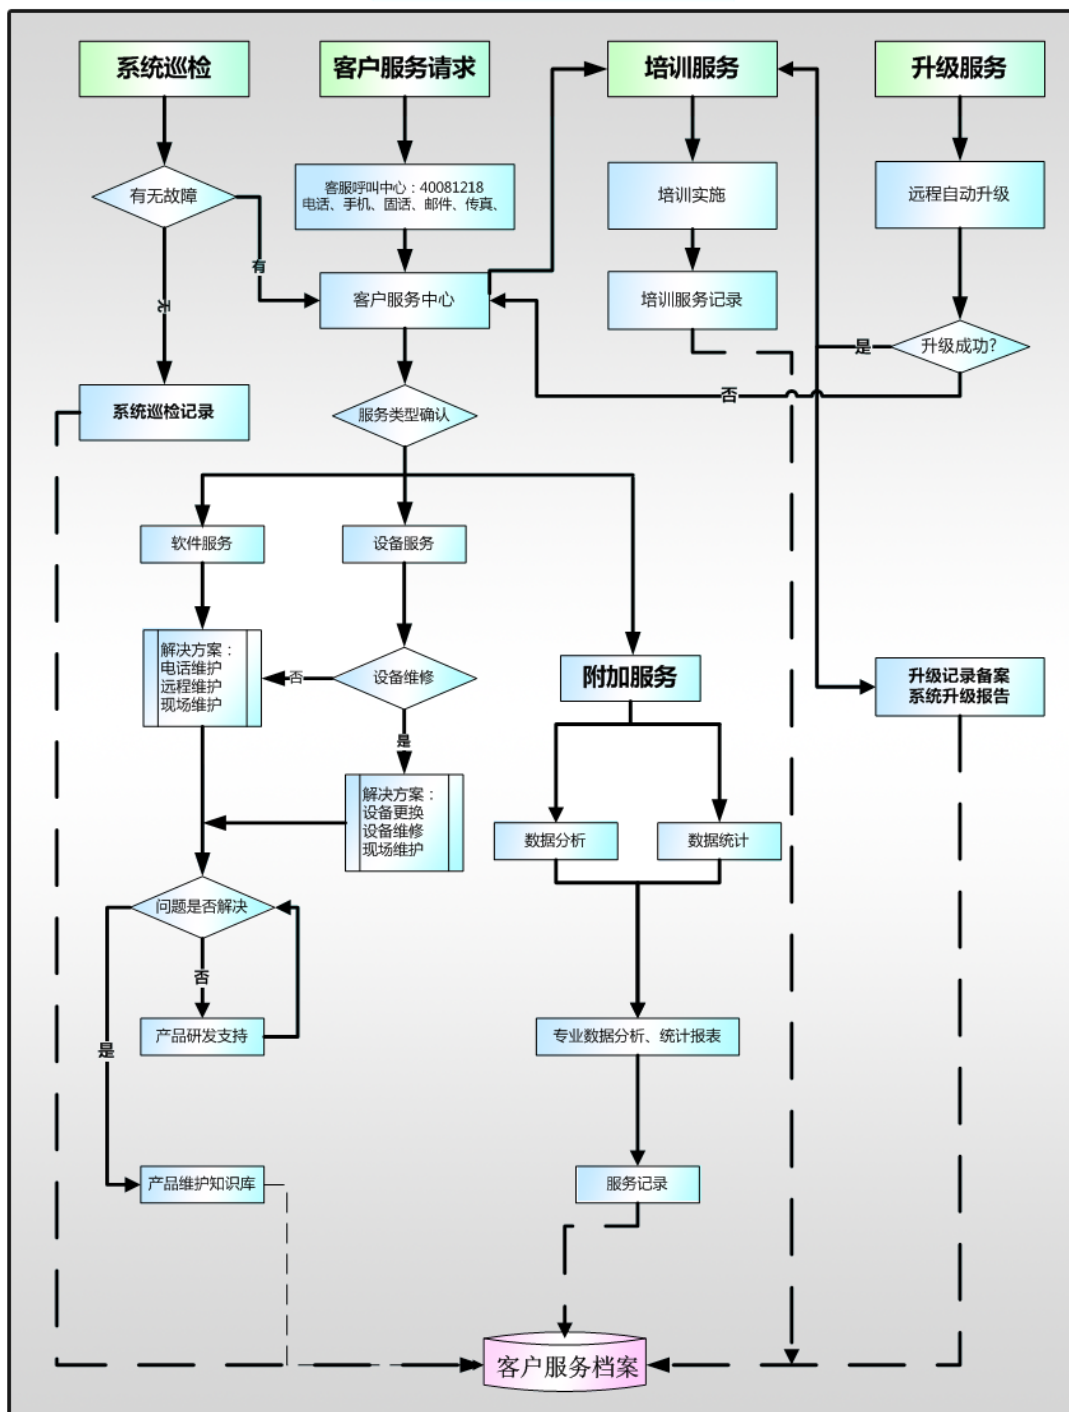 系统巡检
客户服务请求
培训服务
升级服务
有无故障
客服呼叫中心：40081218
电话、手机、固话、邮件、传真、
培训实施
远程自动升级
有
无
客户服务中心
培训服务记录
升级成功?
是
否
系统巡检记录
服务类型确认
软件服务
设备服务
解决方案：
电话维护
远程维护
现场维护
否
设备维修
附加服务
升级记录备案
系统升级报告
是
解决方案：
设备更换
设备维修
现场维护
数据分析
数据统计
问题是否解决
否
产品研发支持
是
专业数据分析、统计报表
产品维护知识库
服务记录
客户服务档案